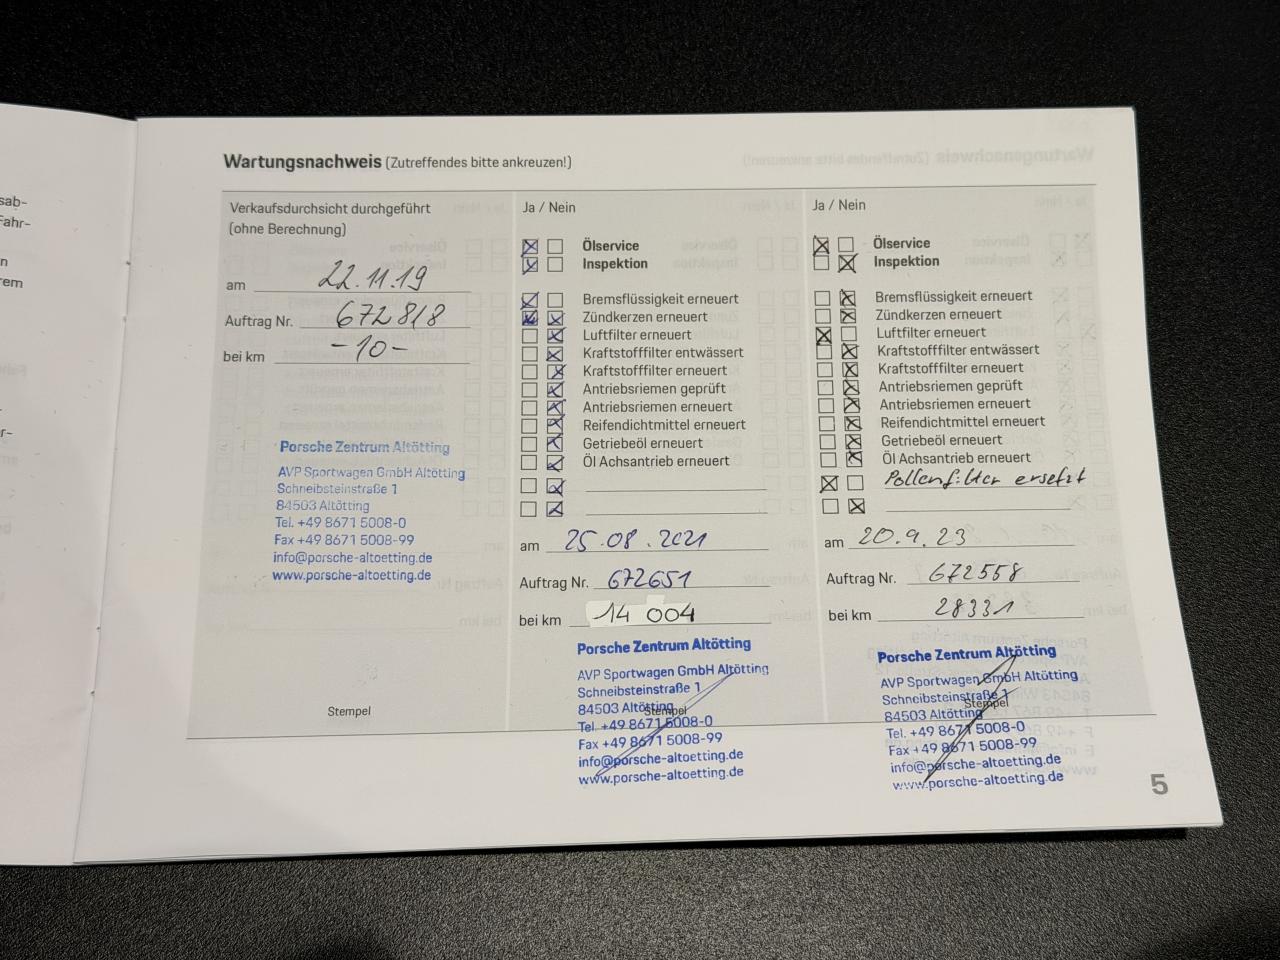 sab-
Fahr-
n
rem
r-
Wartungsnachweis (Zutreffendes bitte ankreuzen!)
Verkaufsdurchsicht durchgeführt
(ohne Berechnung)
am 22.11.19
Auftrag Nr. 672818
bei km -10-
Porsche Zentrum Altötting
AVP Sportwagen GmbH Altötting
Schneibsteinstraße 1
84503 Altötting
Tel. +49 8671 5008-0
Fax +49 8671 5008-99
info@porsche-altoetting.de
www.porsche-altoetting.de
Stempel
Ja / Nein
Ölservice
Inspektion
Bremsflüssigkeit erneuert
Zündkerzen erneuert
Luftfilter erneuert
Kraftstofffilter entwässert
Kraftstofffilter erneuert
Antriebsriemen geprüft
Antriebsriemen erneuert
Reifendichtmittel erneuert
Getriebeöl erneuert
Öl Achsantrieb erneuert
am 25.08.2021
Auftrag Nr. 672651
bei km 14 004
Porsche Zentrum Altötting
AVP Sportwagen GmbH Altötting
Schneibsteinstraße 1
84503 Altötting
Stempel
Tel. +49 8671 5008-0
Fax +49 8671 5008-99
info@porsche-altoetting.de
www.porsche-altoetting.de
Ja / Nein
Ölservice
Inspektion
Bremsflüssigkeit erneuert
Zündkerzen erneuert
Luftfilter erneuert
Kraftstofffilter entwässert
Kraftstofffilter erneuert
Antriebsriemen geprüft
Antriebsriemen erneuert
Reifendichtmittel erneuert
Getriebeöl erneuert
Öl Achsantrieb erneuert
Pollenfilter ersetzt
am 20.9.23
Auftrag Nr. 672558
bei km 28331
Porsche Zentrum Altötting
AVP Sportwagen GmbH Altötting
Schneibsteinstraße 1
Stempel
84503 Altötting
Tel. +49 8671 5008-0
Fax +49 8671 5008-99
info@porsche-altoetting.de
www.porsche-altoetting.de
5